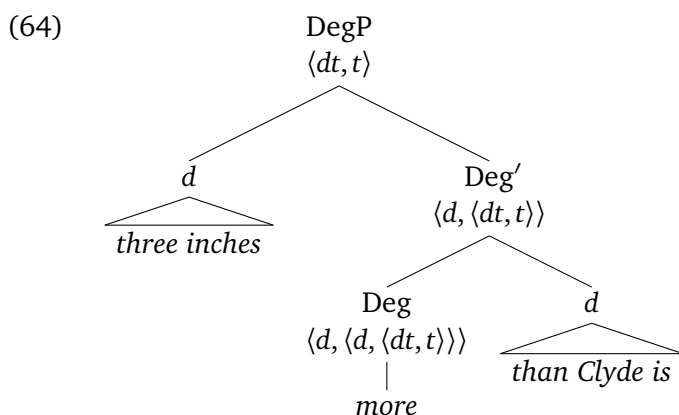 (64) DegP
⟨dt, t⟩
d Deg′
three inches ⟨d, ⟨dt, t⟩⟩
Deg d
⟨d, ⟨d, ⟨dt, t⟩⟩⟩ than Clyde is
more